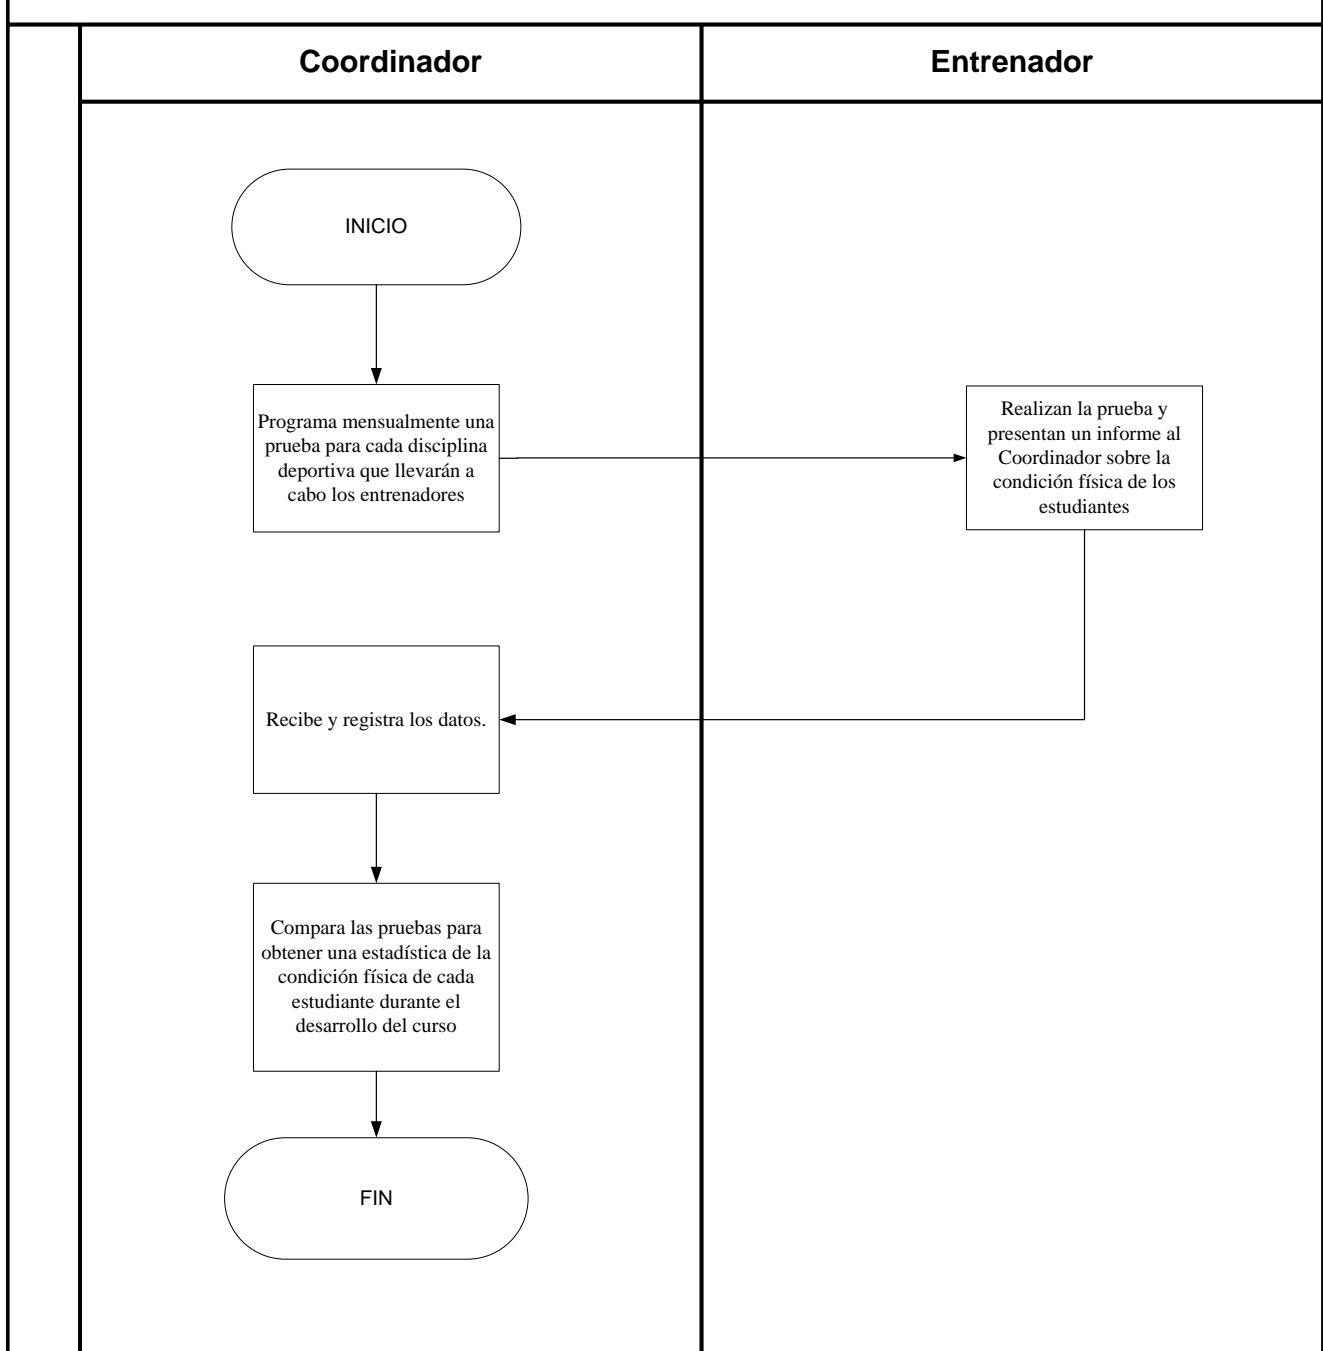 Coordinador
Entrenador
INICIO
Programa mensualmente una
prueba para cada disciplina
deportiva que llevarán a
cabo los entrenadores
Realizan la prueba y
presentan un informe al
Coordinador sobre la
condición física de los
estudiantes
Recibe y registra los datos.
Compara las pruebas para
obtener una estadística de la
condición física de cada
estudiante durante el
desarrollo del curso
FIN